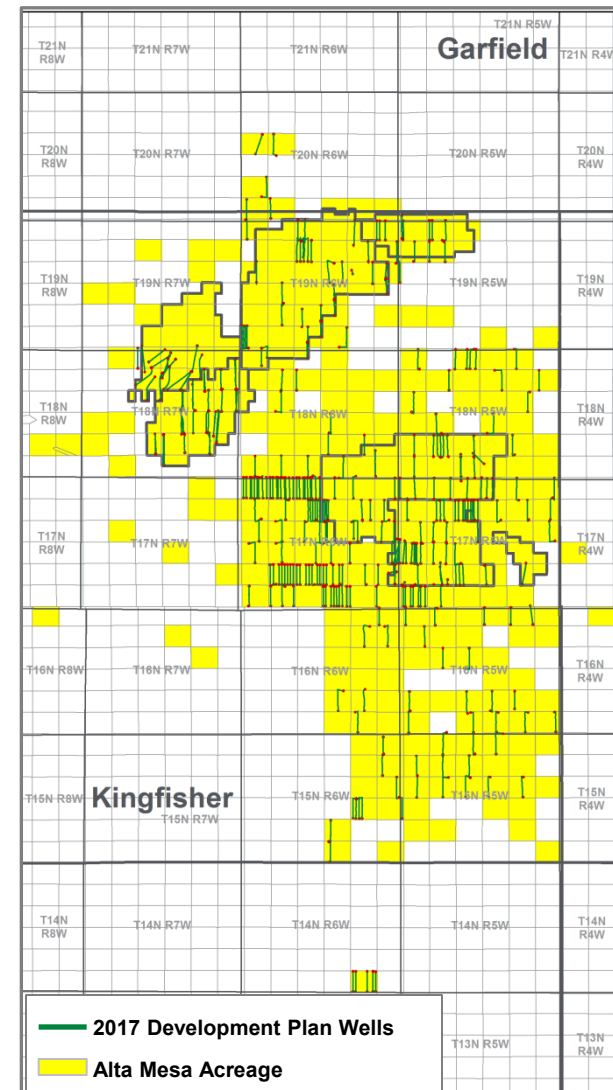 T21N R5W
T21N
R8W
T21N R7W
T21N R6W
Garfield
T21N R4W
T20N
R8W
T20N R7W
T20N R6W
T20N R5W
T20N
R4W
T19N
R8W
T19N R7W
T19N R6W
T19N R5W
T19N
R4W
T18N
R8W
T18N R7W
T18N R6W
T18N R5W
T18N
R4W
T17N
R8W
T17N R7W
T17N R6W
T17N R5W
T17N
R4W
T16N R8W
T16N R7W
T16N R6W
T16N R5W
T16N
R4W
T15N R8W
Kingfisher
T15N R7W
T15N R6W
T15N R5W
T15N
R4W
T14N
R8W
T14N R7W
T14N R6W
T14N R5W
T14N
R4W
2017 Development Plan Wells
Alta Mesa Acreage
T13N R5W
T13N
R4W